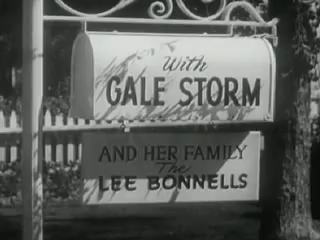 With
GALE STORM
AND HER FAMILY
The
LEE BONNELLS